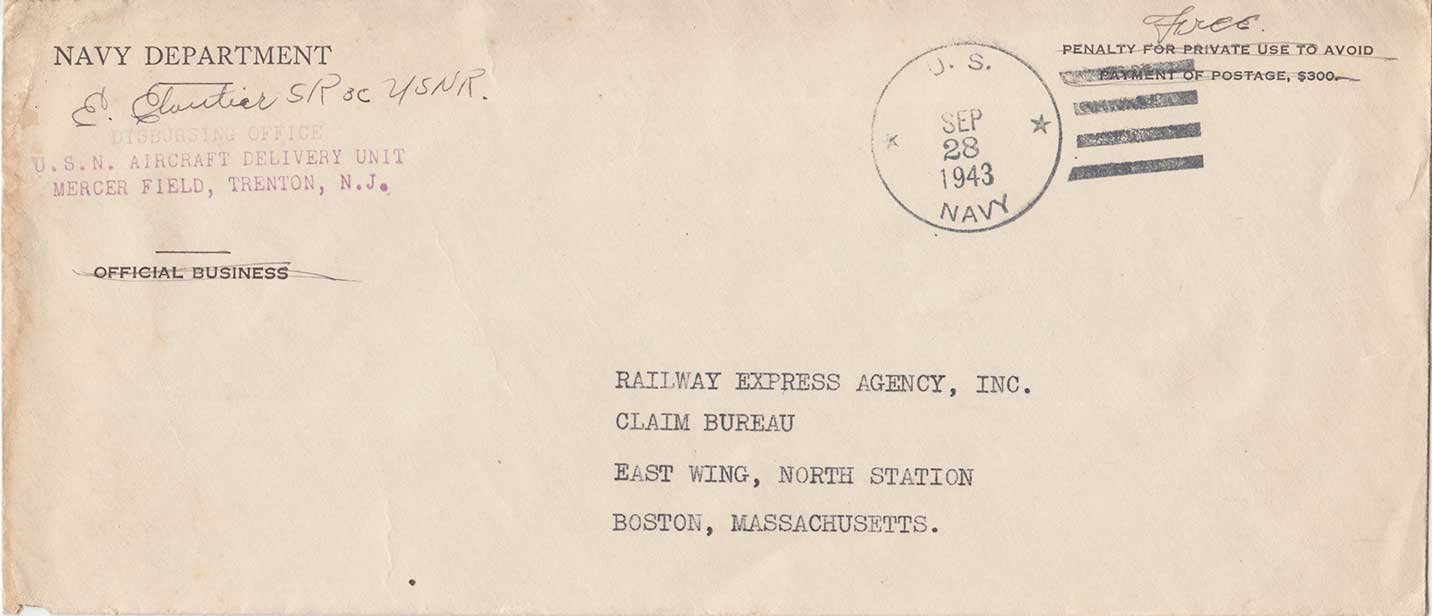 NAVY DEPARTMENT
E. Cloutier SK 3c USNR.
DISBURSING OFFICE
U.S.N. AIRCRAFT DELIVERY UNIT
MERCER FIELD, TRENTON, N.J.
OFFICIAL BUSINESS
Free.
PENALTY FOR PRIVATE USE TO AVOID
PAYMENT OF POSTAGE, $300.
U. S.
SEP
28
1943
NAVY
RAILWAY EXPRESS AGENCY, INC.
CLAIM BUREAU
EAST WING, NORTH STATION
BOSTON, MASSACHUSETTS.